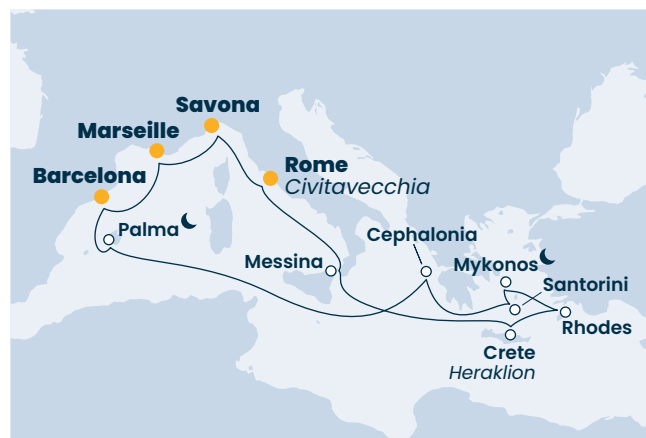 Savona
Marseille
Rome
Civitavecchia
Barcelona
Palma
Cephalonia
Messina
Mykonos
Santorini
Rhodes
Crete
Heraklion